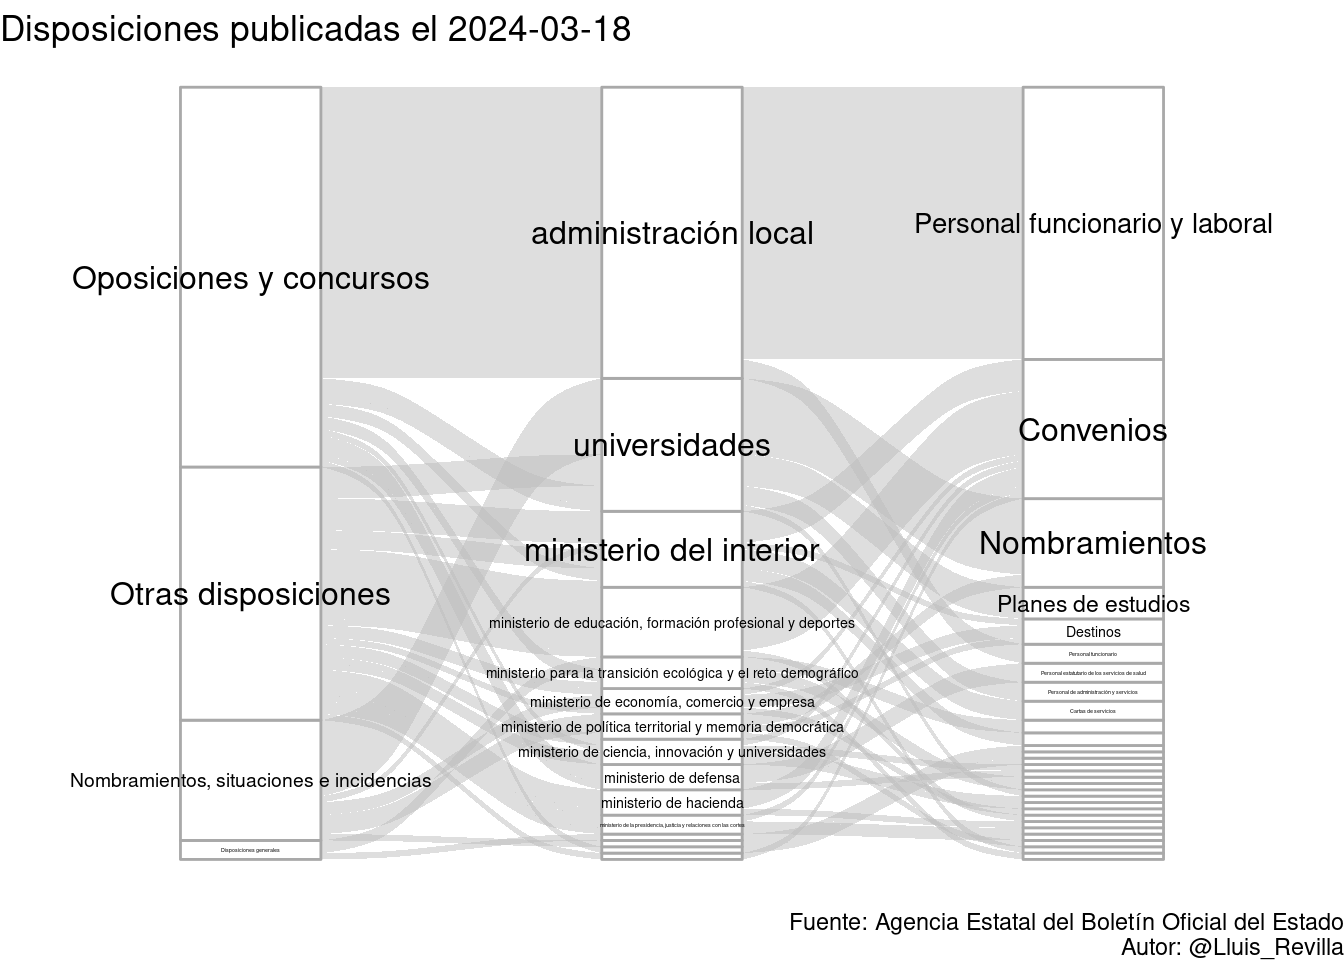 Disposiciones publicadas el 2024-03-18
Oposiciones y concursos
Otras disposiciones
Nombramientos, situaciones e incidencias
Disposiciones generales
administración local
universidades
ministerio del interior
ministerio de educación, formación profesional y deportes
ministerio para la transición ecológica y el reto demográfico
ministerio de economía, comercio y empresa
ministerio de política territorial y memoria democrática
ministerio de ciencia, innovación y universidades
ministerio de defensa
ministerio de hacienda
ministerio de la presidencia, justicia y relaciones con las cortes
Personal funcionario y laboral
Convenios
Nombramientos
Planes de estudios
Destinos
Personal funcionario
Personal estatutario de los servicios de salud
Personal de administración y servicios
Cartas de servicios
Fuente: Agencia Estatal del Boletín Oficial del Estado
Autor: @Lluis_Revilla